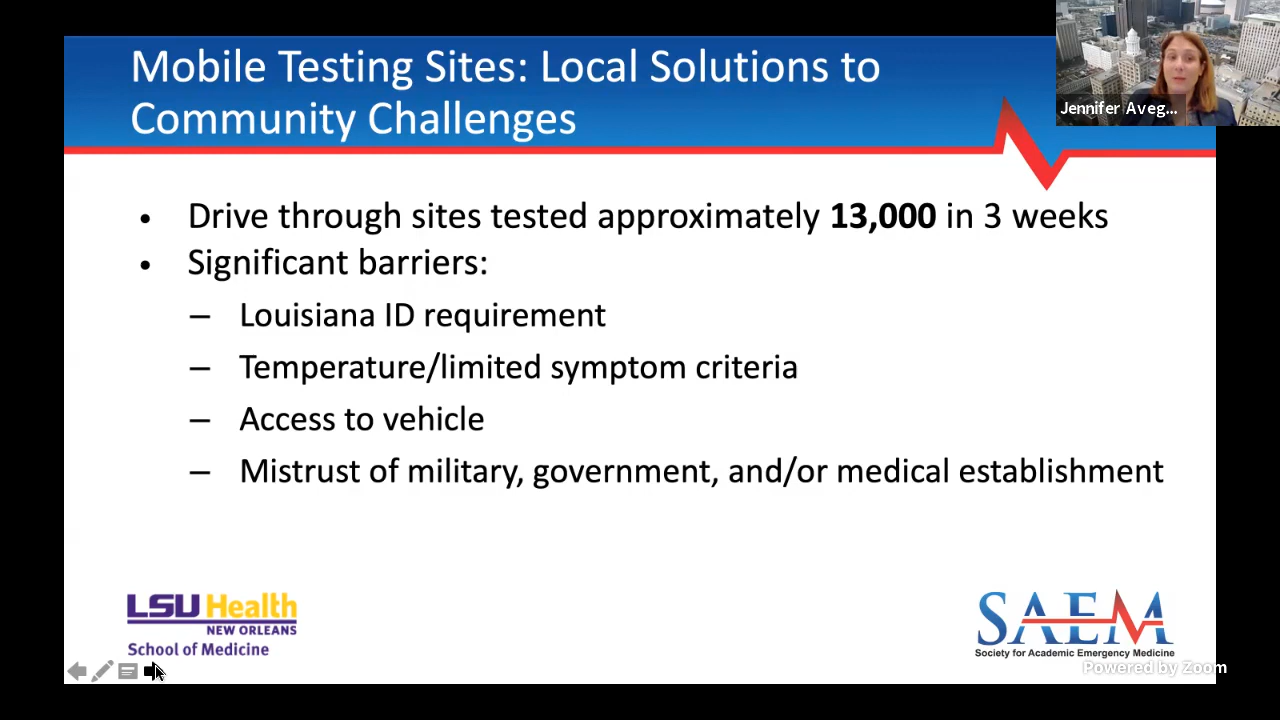 Mobile Testing Sites: Local Solutions to
Community Challenges
Jennifer Aveg...
• Drive through sites tested approximately 13,000 in 3 weeks
• Significant barriers:
– Louisiana ID requirement
– Temperature/limited symptom criteria
– Access to vehicle
– Mistrust of military, government, and/or medical establishment
LSU Health
NEW ORLEANS
School of Medicine
SAEM
Society for Academic Emergency Medicine
Powered by Zoom